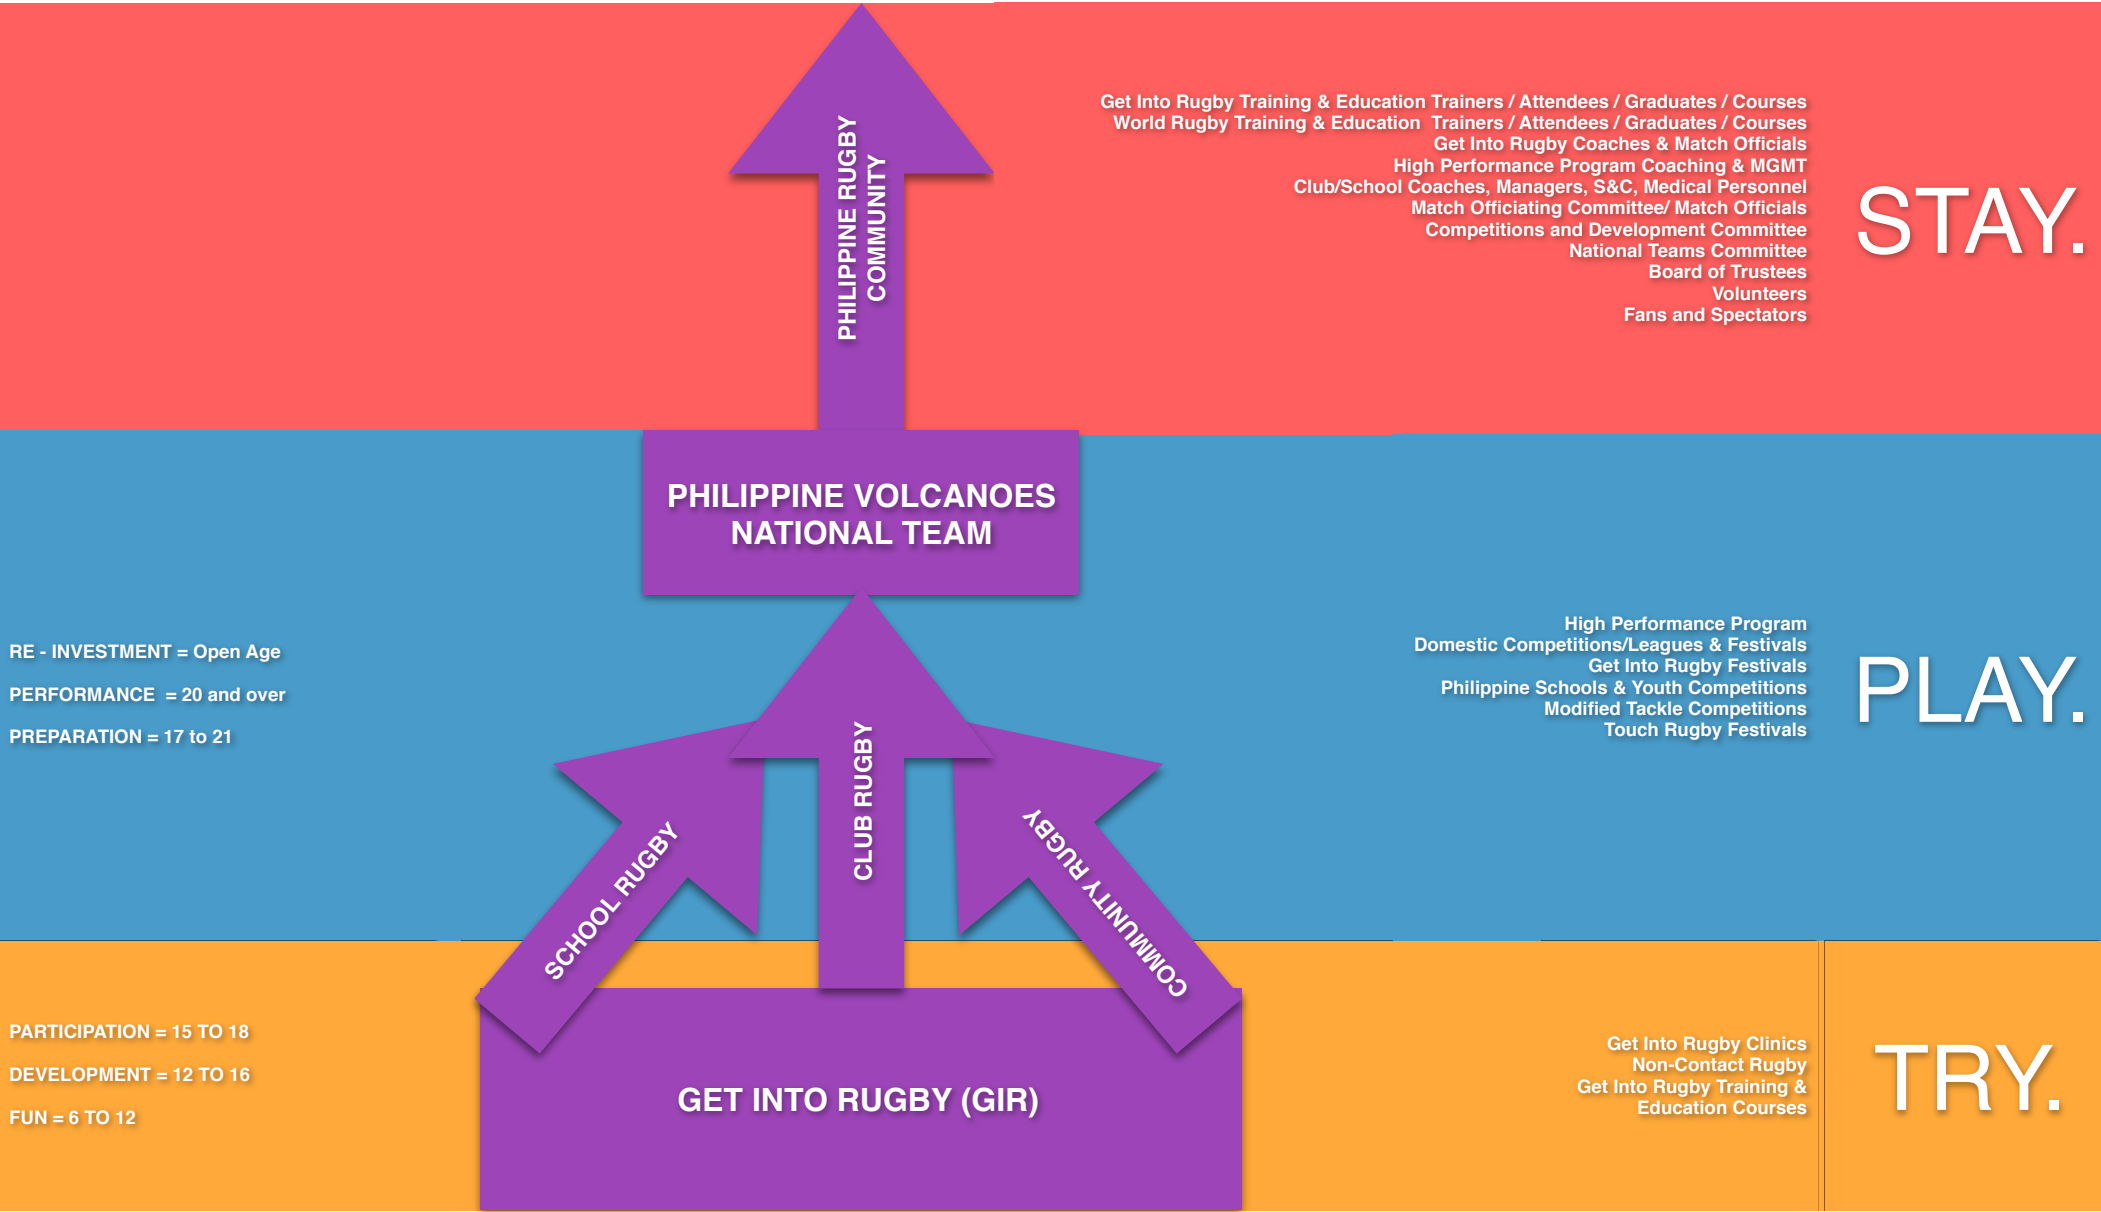 PHILIPPINE RUGBY
COMMUNITY
Get Into Rugby Training & Education Trainers / Attendees / Graduates / Courses
World Rugby Training & Education  Trainers / Attendees / Graduates / Courses
Get Into Rugby Coaches & Match Officials
High Performance Program Coaching & MGMT
Club/School Coaches, Managers, S&C, Medical Personnel
Match Officiating Committee/ Match Officials
Competitions and Development Committee
National Teams Committee
Board of Trustees
Volunteers
Fans and Spectators
STAY.
PHILIPPINE VOLCANOES
NATIONAL TEAM
RE - INVESTMENT = Open Age
PERFORMANCE  = 20 and over
PREPARATION = 17 to 21
SCHOOL RUGBY
CLUB RUGBY
COMMUNITY RUGBY
High Performance Program
Domestic Competitions/Leagues & Festivals
Get Into Rugby Festivals
Philippine Schools & Youth Competitions
Modified Tackle Competitions
Touch Rugby Festivals
PLAY.
PARTICIPATION = 15 TO 18
DEVELOPMENT = 12 TO 16
FUN = 6 TO 12
GET INTO RUGBY (GIR)
Get Into Rugby Clinics
Non-Contact Rugby
Get Into Rugby Training &
Education Courses
TRY.